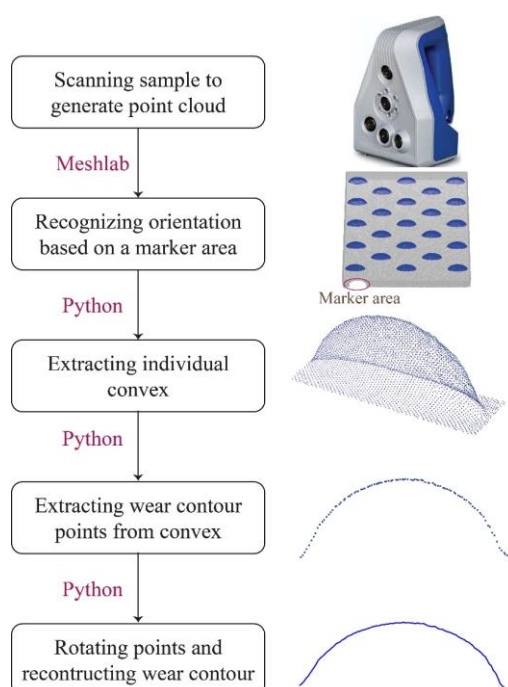 Scanning sample to
generate point cloud
Meshlab
Recognizing orientation
based on a marker area
Marker area
Python
Extracting individual
convex
Python
Extracting wear contour
points from convex
Python
Rotating points and
recontructing wear contour